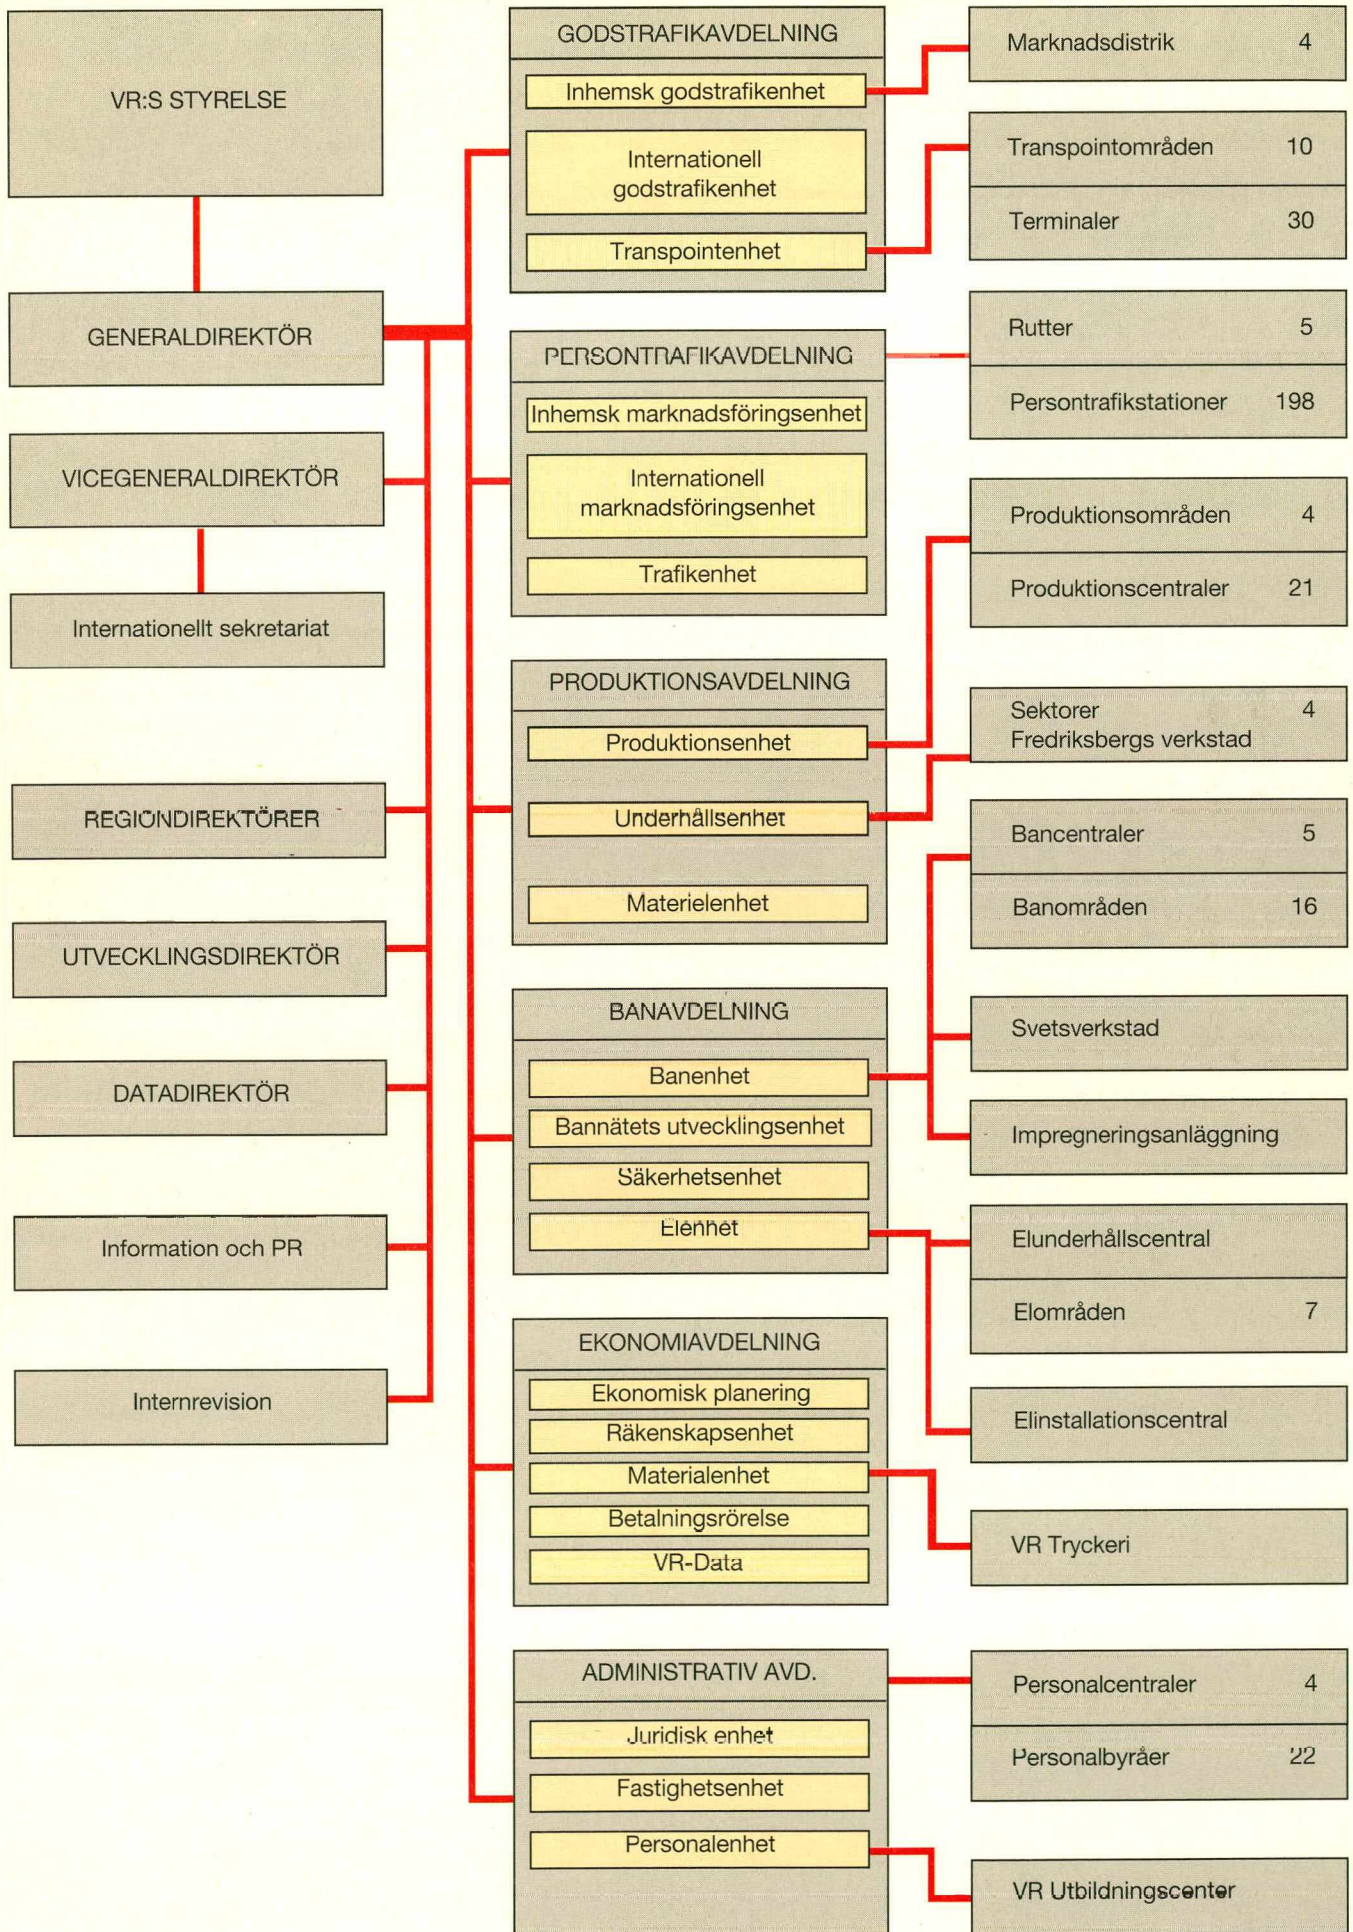 VR:S STYRELSE
GENERALDIREKTÖR
VICEGENERALDIREKTÖR
Internationellt sekretariat
REGIONDIREKTÖRER
UTVECKLINGSDIREKTÖR
DATADIREKTÖR
Information och PR
Internrevision
GODSTRAFIKAVDELNING
Inhemsk godstrafikenhet
Internationell
godstrafikenhet
Transpointenhet
PERSONTRAFIKAVDELNING
Inhemsk marknadsföringsenhet
Internationell
marknadsföringsenhet
Trafikenhet
PRODUKTIONSAVDELNING
Produktionsenhet
Underhållsenhet
Materielenhet
BANAVDELNING
Banenhet
Bannätets utvecklingsenhet
Säkerhetsenhet
Elenhet
EKONOMIAVDELNING
Ekonomisk planering
Räkenskapsenhet
Materialenhet
Betalningsrörelse
VR-Data
ADMINISTRATIV AVD.
Juridisk enhet
Fastighetsenhet
Personalenhet
Marknadsdistrik 4
Transpointområden 10
Terminaler 30
Rutter 5
Persontrafikstationer 198
Produktionsområden 4
Produktionscentraler 21
Sektorer 4
Fredriksbergs verkstad
Bancentraler 5
Banområden 16
Svetsverkstad
Impregneringsanläggning
Elunderhållscentral
Elområden 7
Elinstallationscentral
VR Tryckeri
Personalcentraler 4
Personalbyråer 22
VR Utbildningscenter